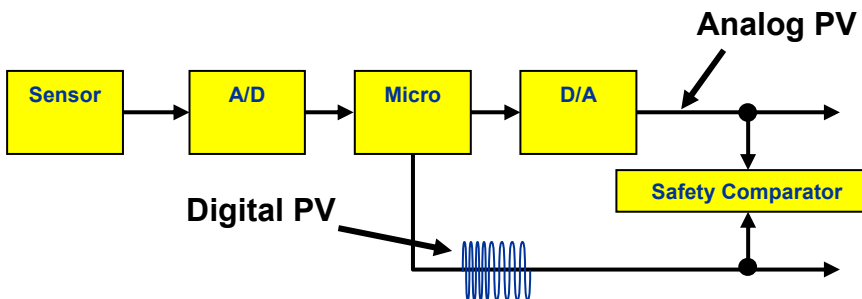 Analog PV
Sensor
A/D
Micro
D/A
Safety Comparator
Digital PV